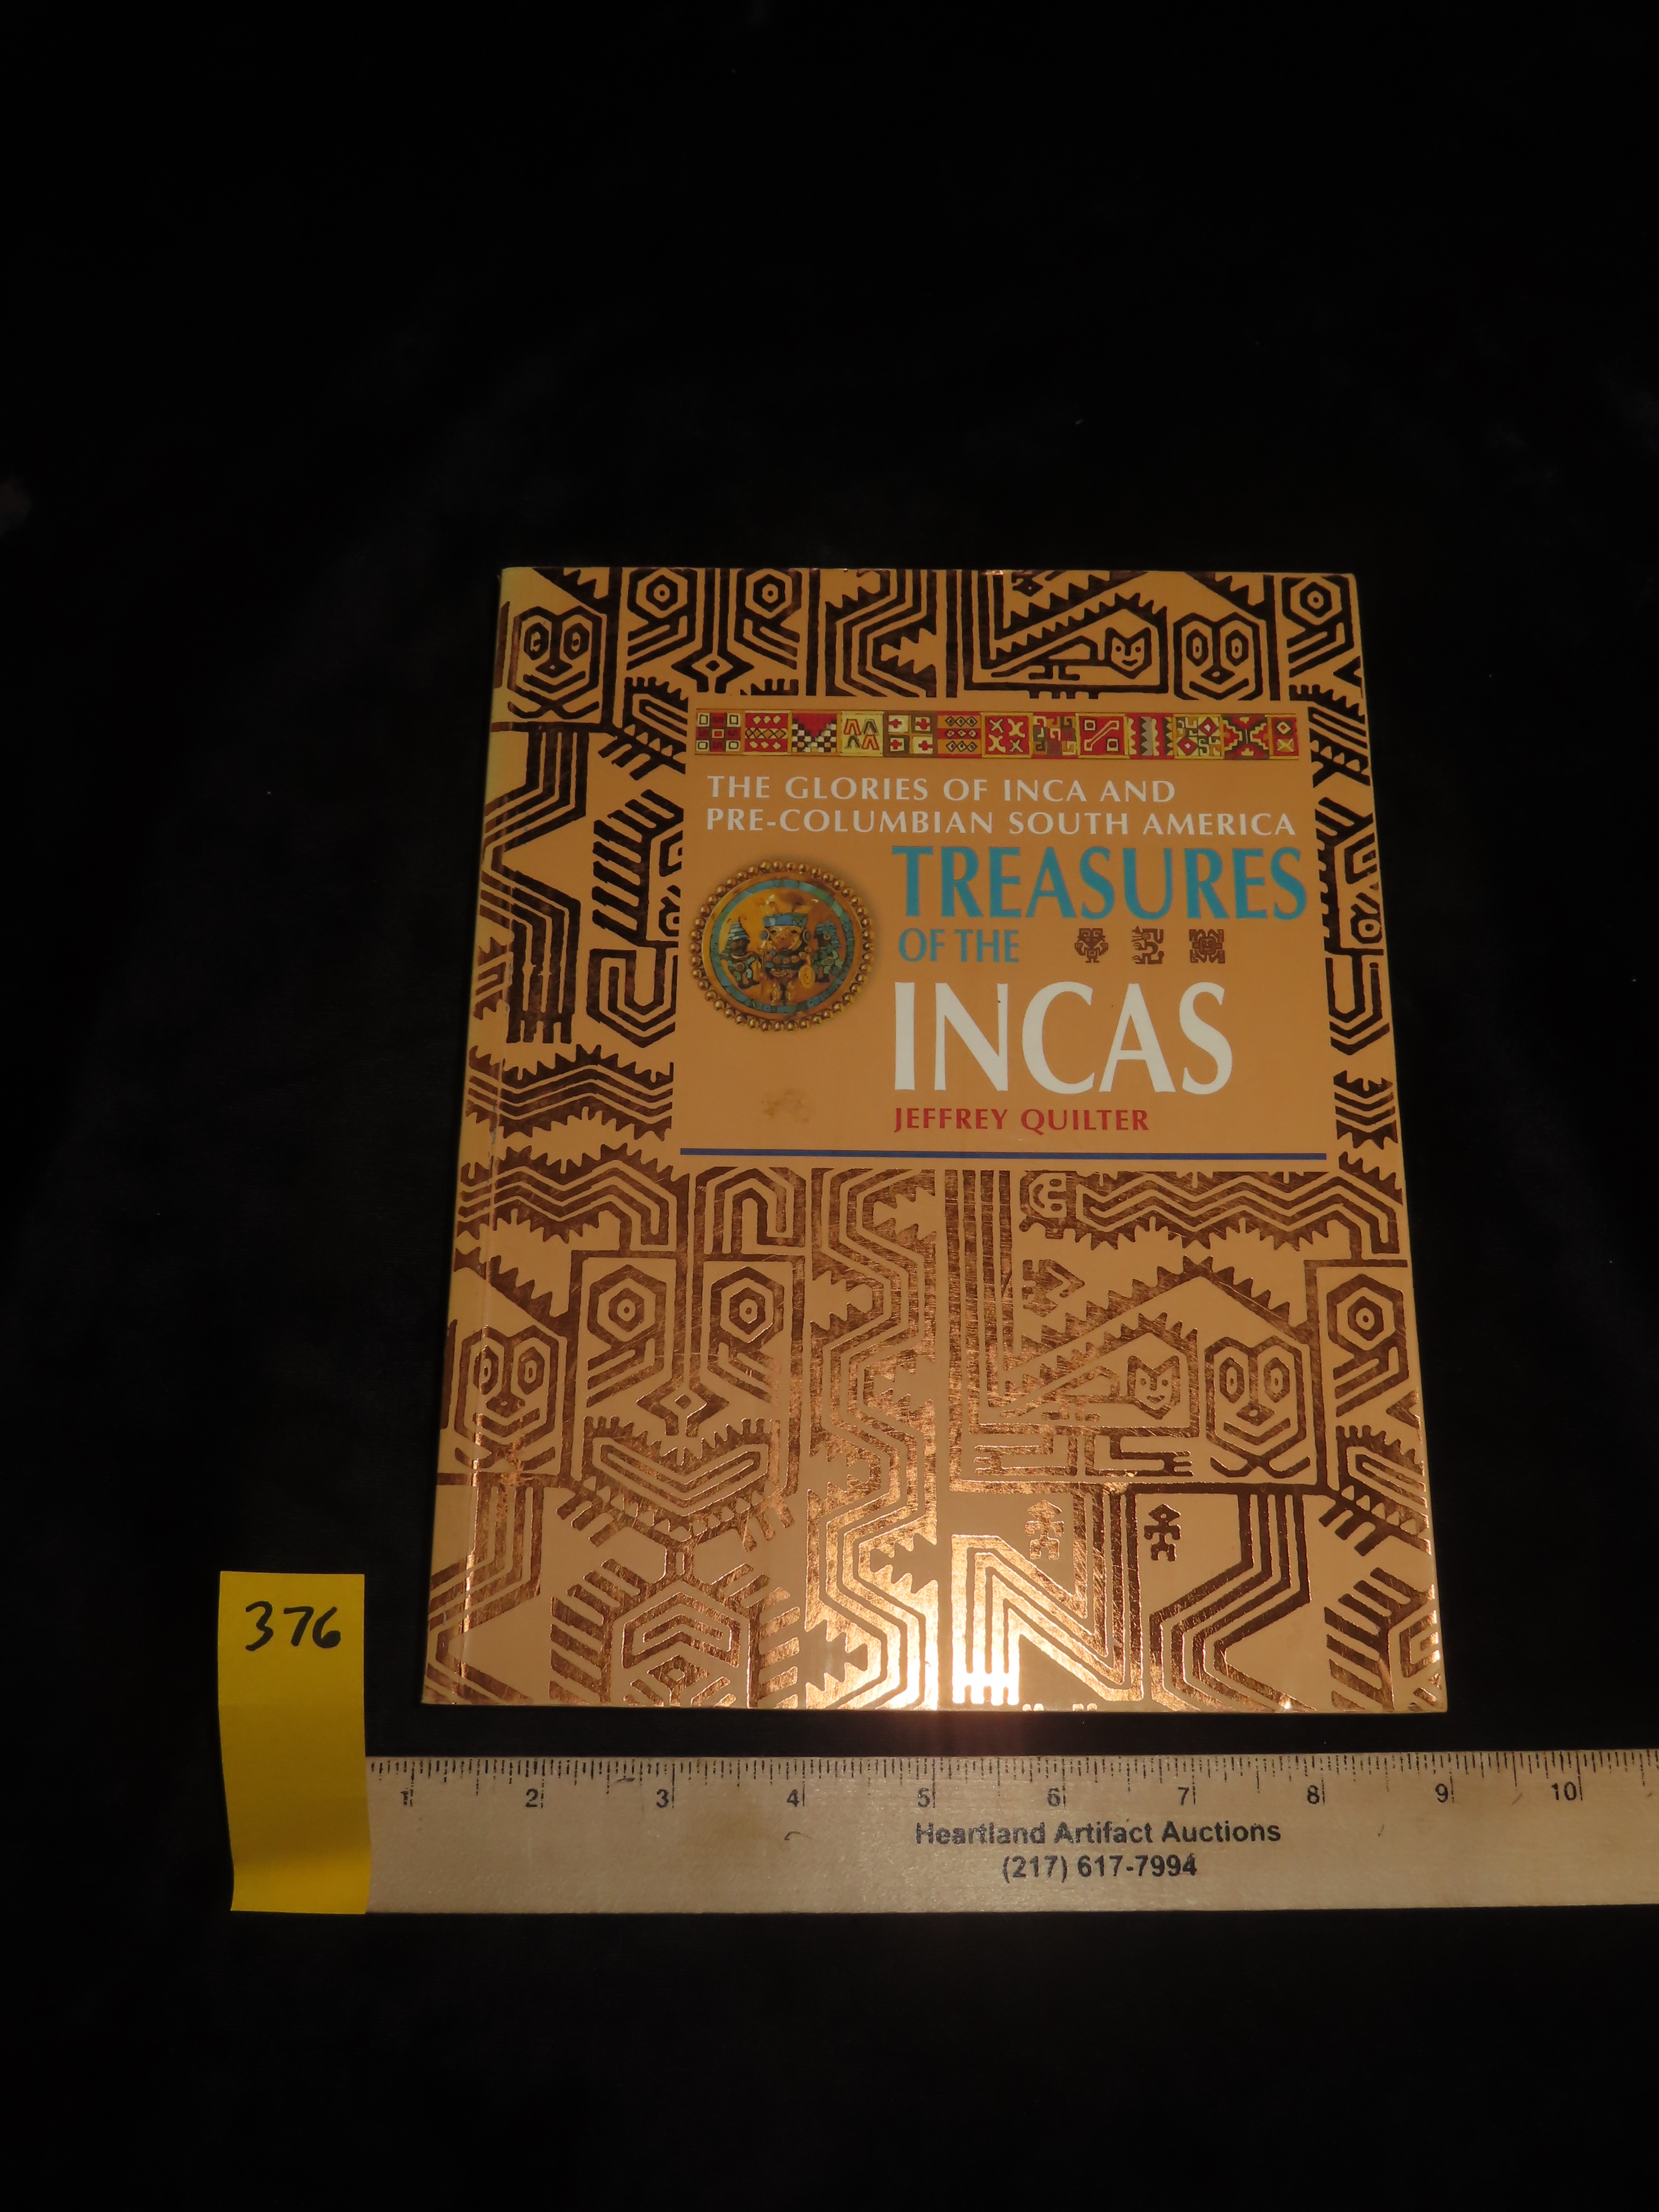 THE GLORIES OF INCA AND
PRE-COLUMBIAN SOUTH AMERICA
TREASURES
OF THE
INCAS
JEFFREY QUILTER
376
1 2 3 4 5 6 7 8 9 10
Heartland Artifact Auctions
(217) 617-7994